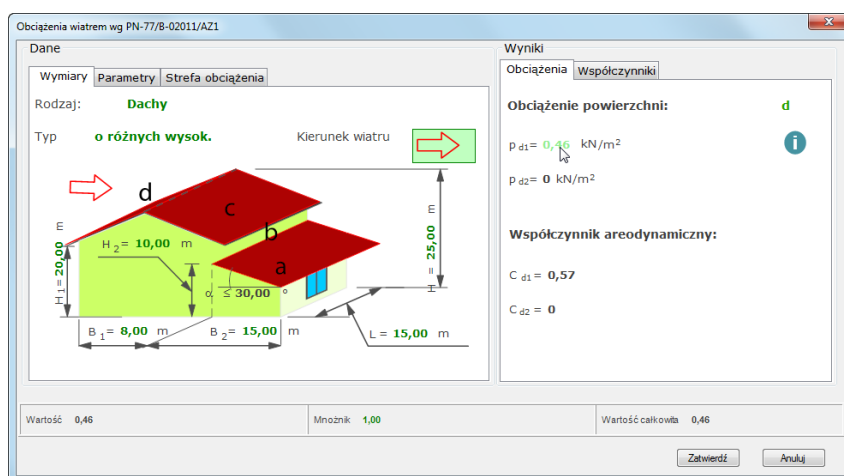 Obciążenia wiatrem wg PN-77/B-02011/AZ1
x
Dane
Wymiary Parametry Strefa obciążenia
Rodzaj: Dachy
Typ o różnych wysok. Kierunek wiatru
d
c
b
a
H 1 = 20,00 m
H 2 = 10,00 m
H = 25,00 m
α ≤ 30,00 °
B 1 = 8,00 m B 2 = 15,00 m L = 15,00 m
Wyniki
Obciążenia Współczynniki
Obciążenie powierzchni: d
p d1= 0,46 kN/m²
i
p d2= 0 kN/m²
Współczynnik areodynamiczny:
C d1 = 0,57
C d2 = 0
Wartość 0,46 Mnożnik 1,00 Wartość całkowita 0,46
Zatwierdź Anuluj